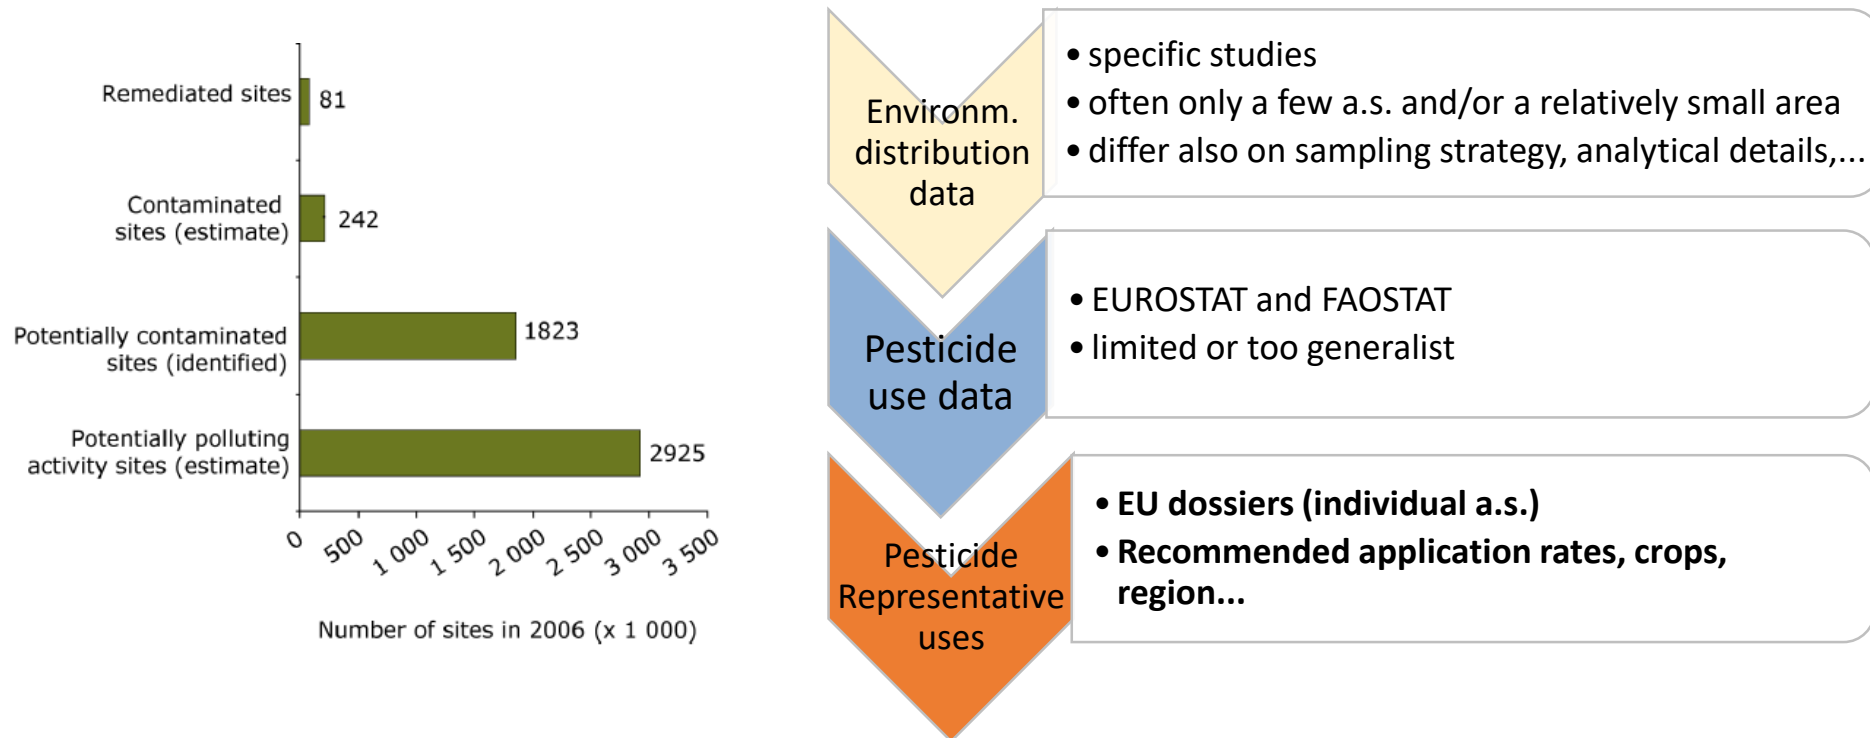 Remediated sites
81
Contaminated
sites (estimate)
242
Potentially contaminated
sites (identified)
1823
Potentially polluting
activity sites (estimate)
2925
0
500
1 000
1 500
2 000
2 500
3 000
3 500
Number of sites in 2006 (x 1 000)
Environm.
distribution
data
• specific studies
• often only a few a.s. and/or a relatively small area
• differ also on sampling strategy, analytical details,...
Pesticide
use data
• EUROSTAT and FAOSTAT
• limited or too generalist
Pesticide
Representative
uses
• EU dossiers (individual a.s.)
• Recommended application rates, crops,
region...